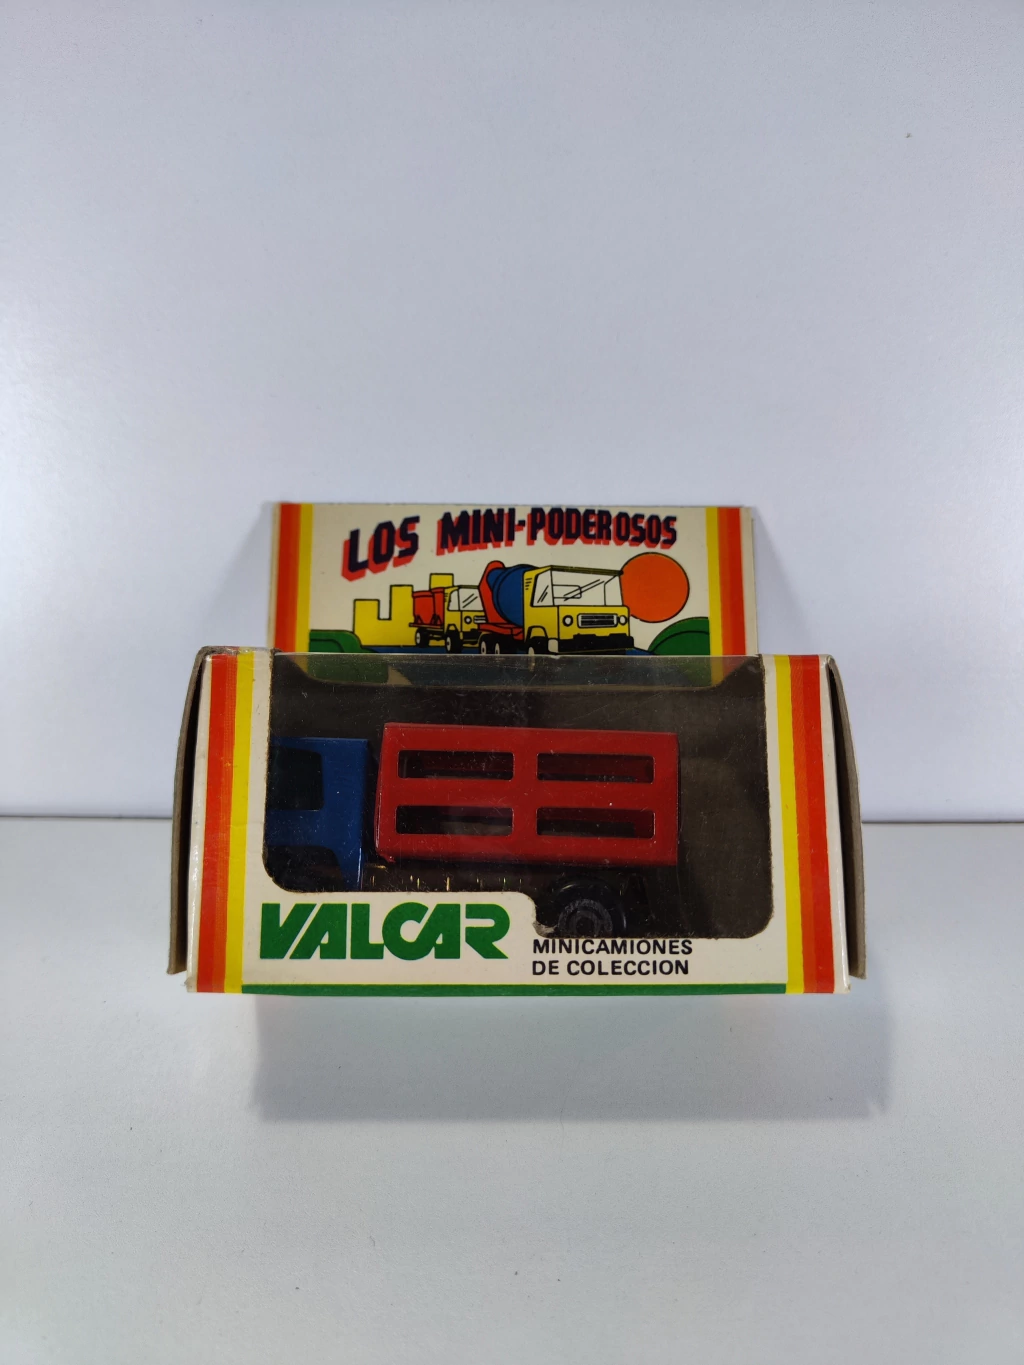 LOS MINI-PODEROSOS
VALCAR
MINICAMIONES
DE COLECCION